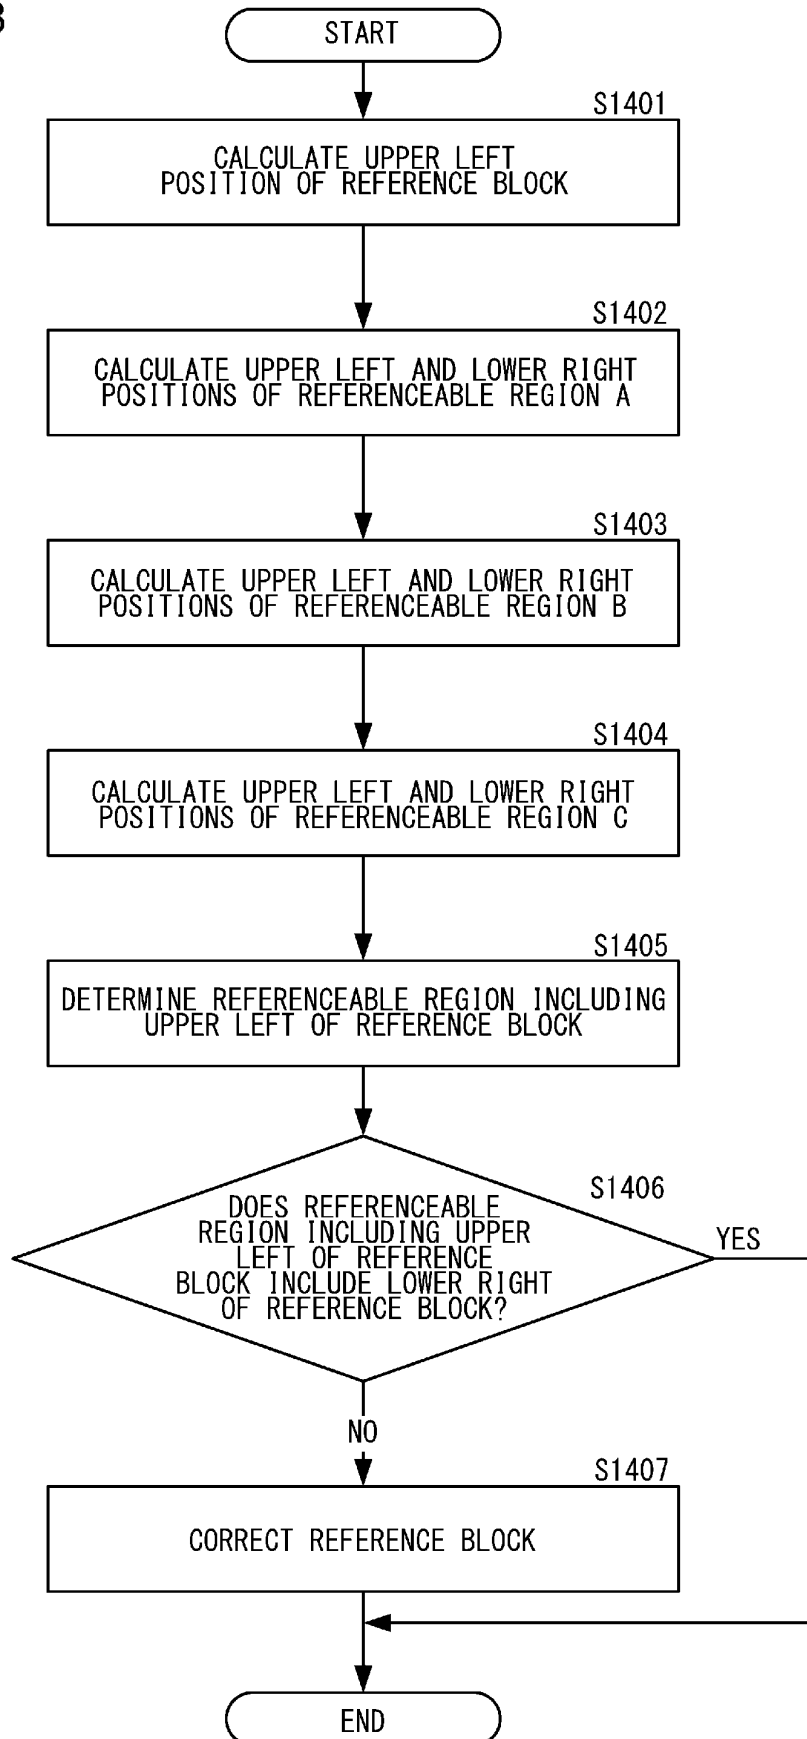 START
S1401
CALCULATE UPPER LEFT
POSITION OF REFERENCE BLOCK
S1402
CALCULATE UPPER LEFT AND LOWER RIGHT
POSITIONS OF REFERENCEABLE REGION A
S1403
CALCULATE UPPER LEFT AND LOWER RIGHT
POSITIONS OF REFERENCEABLE REGION B
S1404
CALCULATE UPPER LEFT AND LOWER RIGHT
POSITIONS OF REFERENCEABLE REGION C
S1405
DETERMINE REFERENCEABLE REGION INCLUDING
UPPER LEFT OF REFERENCE BLOCK
S1406
DOES REFERENCEABLE
REGION INCLUDING UPPER
LEFT OF REFERENCE
BLOCK INCLUDE LOWER RIGHT
OF REFERENCE BLOCK?
YES
NO
S1407
CORRECT REFERENCE BLOCK
END